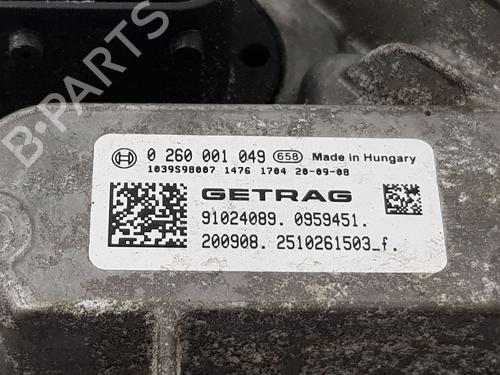 B-PARTS
0 260 001 049 658 Made in Hungary
1039S98007 1476 1704 20-09-08
GETRAG
91024089. 0959451.
200908. 2510261503_f.